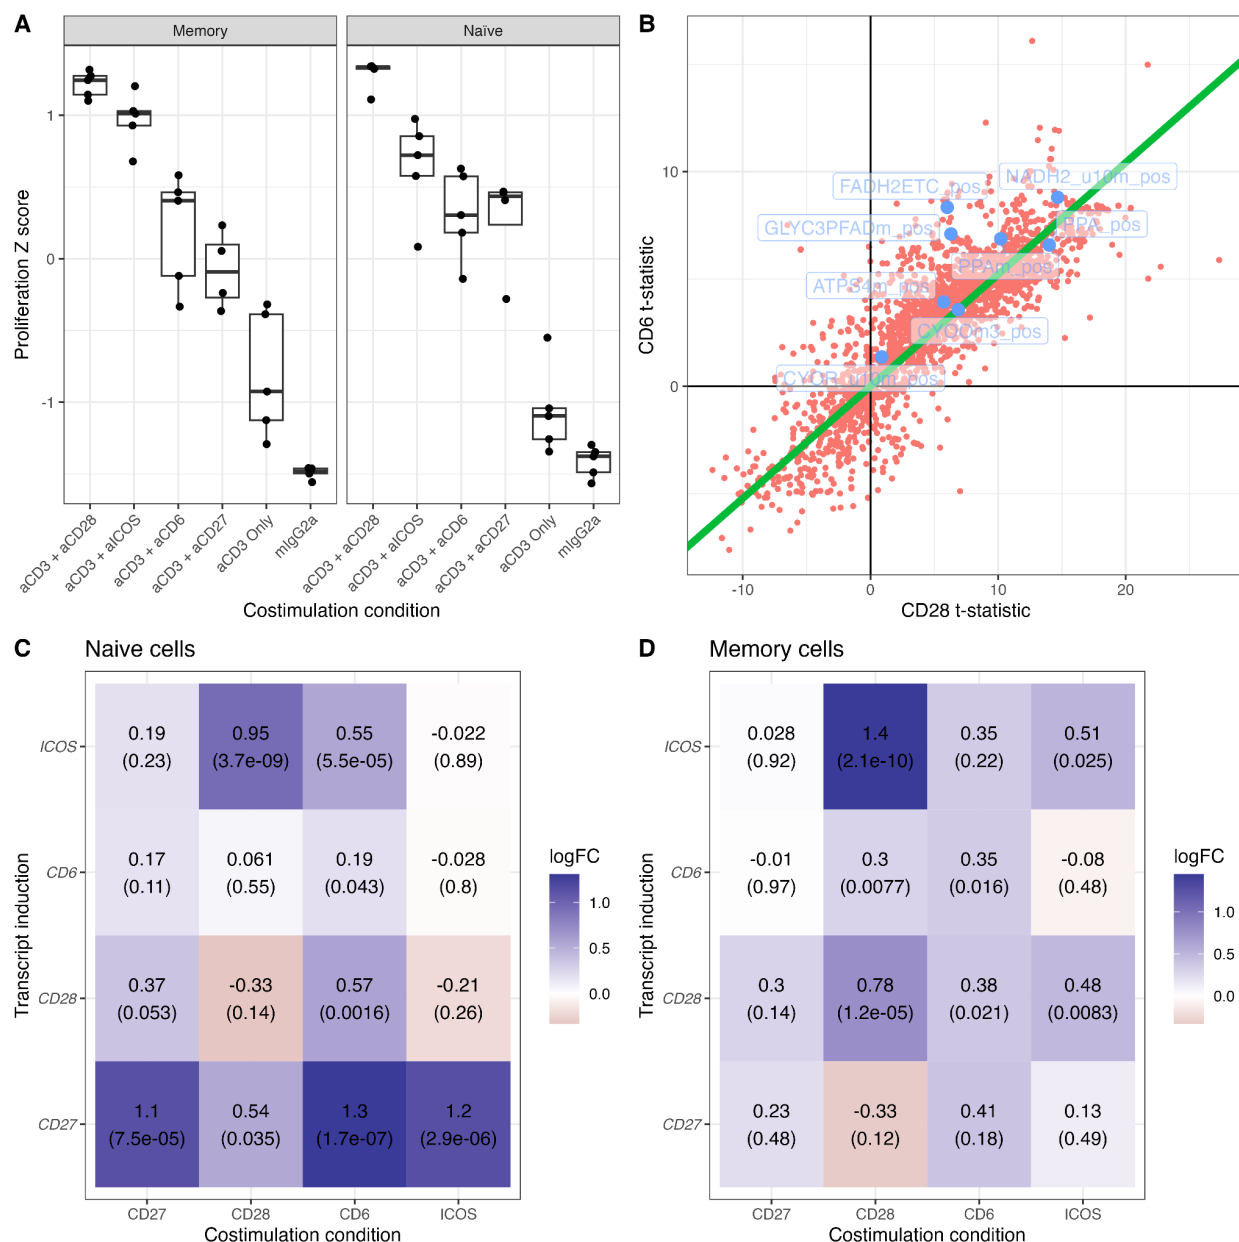 A
Memory
Naïve
1
0
-1
Proliferation Z score
aCD3 + aCD28
aCD3 + aICOS
aCD3 + aCD6
aCD3 + aCD27
aCD3 Only
mIgG2a
aCD3 + aCD28
aCD3 + aICOS
aCD3 + aCD6
aCD3 + aCD27
aCD3 Only
mIgG2a
Costimulation condition
B
10
0
CD6 t-statistic
FADH2ETC_pos
NADH2_u10m_pos
GLYC3PFADm_pos
PPA_pos
PPAm_pos
ATPS4m_pos
CYOOm3_pos
CYOR_u10m_pos
-10
0
10
20
CD28 t-statistic
C
Naive cells
Transcript induction
ICOS
0.19
(0.23)
0.95
(3.7e-09)
0.55
(5.5e-05)
-0.022
(0.89)
CD6
0.17
(0.11)
0.061
(0.55)
0.19
(0.043)
-0.028
(0.8)
CD28
0.37
(0.053)
-0.33
(0.14)
0.57
(0.0016)
-0.21
(0.26)
CD27
1.1
(7.5e-05)
0.54
(0.035)
1.3
(1.7e-07)
1.2
(2.9e-06)
CD27
CD28
CD6
ICOS
Costimulation condition
logFC
1.0
0.5
0.0
D
Memory cells
Transcript induction
ICOS
0.028
(0.92)
1.4
(2.1e-10)
0.35
(0.22)
0.51
(0.025)
CD6
-0.01
(0.97)
0.3
(0.0077)
0.35
(0.016)
-0.08
(0.48)
CD28
0.3
(0.14)
0.78
(1.2e-05)
0.38
(0.021)
0.48
(0.0083)
CD27
0.23
(0.48)
-0.33
(0.12)
0.41
(0.18)
0.13
(0.49)
CD27
CD28
CD6
ICOS
Costimulation condition
logFC
1.0
0.5
0.0